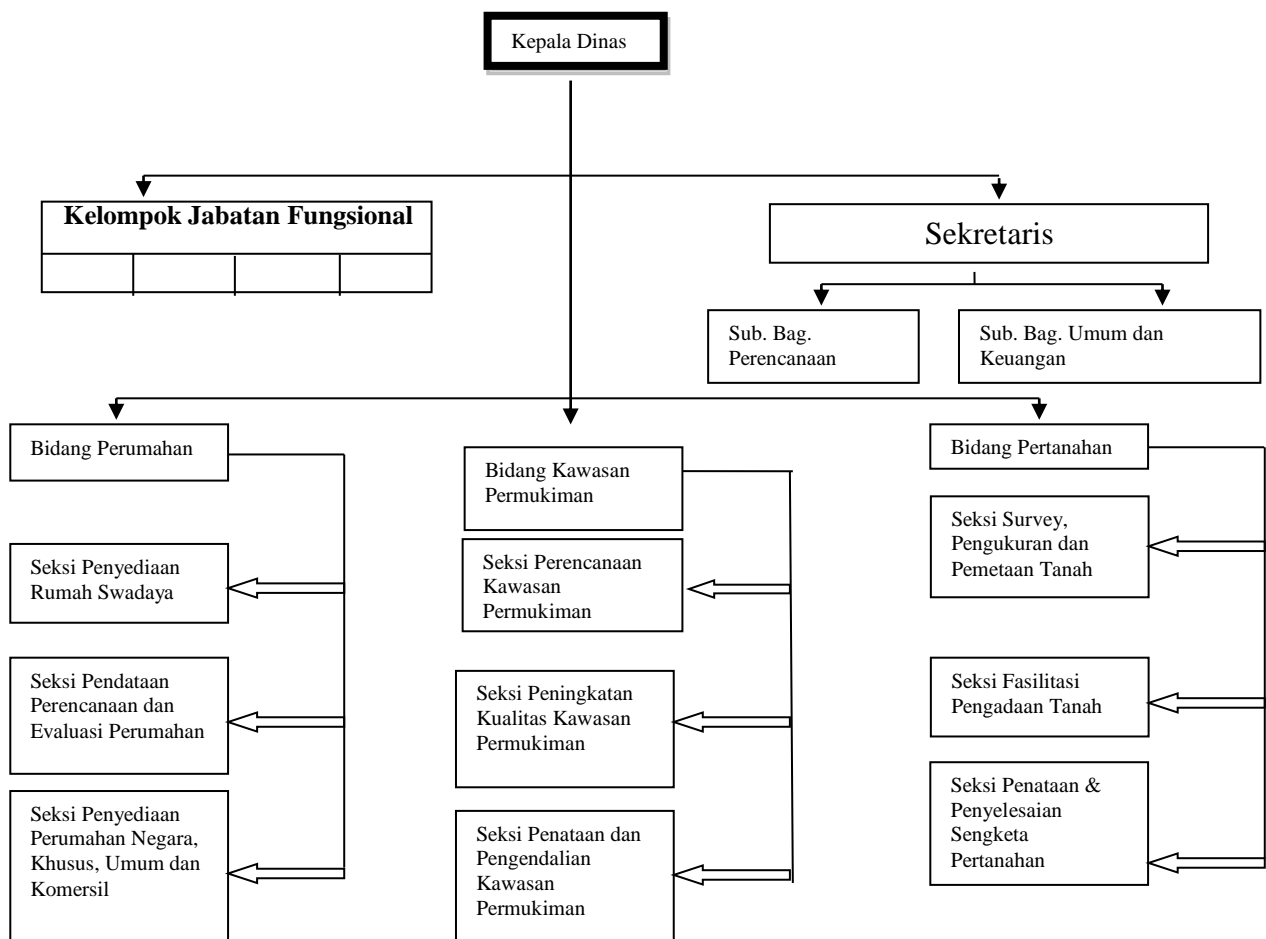 Kepala Dinas
Kelompok Jabatan Fungsional
Sekretaris
Sub. Bag.
Perencanaan
Sub. Bag. Umum dan
Keuangan
Bidang Perumahan
Seksi Penyediaan
Rumah Swadaya
Seksi Pendataan
Perencanaan dan
Evaluasi Perumahan
Seksi Penyediaan
Perumahan Negara,
Khusus, Umum dan
Komersil
Bidang Kawasan
Permukiman
Seksi Perencanaan
Kawasan
Permukiman
Seksi Peningkatan
Kualitas Kawasan
Permukiman
Seksi Penataan dan
Pengendalian
Kawasan
Permukiman
Bidang Pertanahan
Seksi Survey,
Pengukuran dan
Pemetaan Tanah
Seksi Fasilitasi
Pengadaan Tanah
Seksi Penataan &
Penyelesaian
Sengketa
Pertanahan